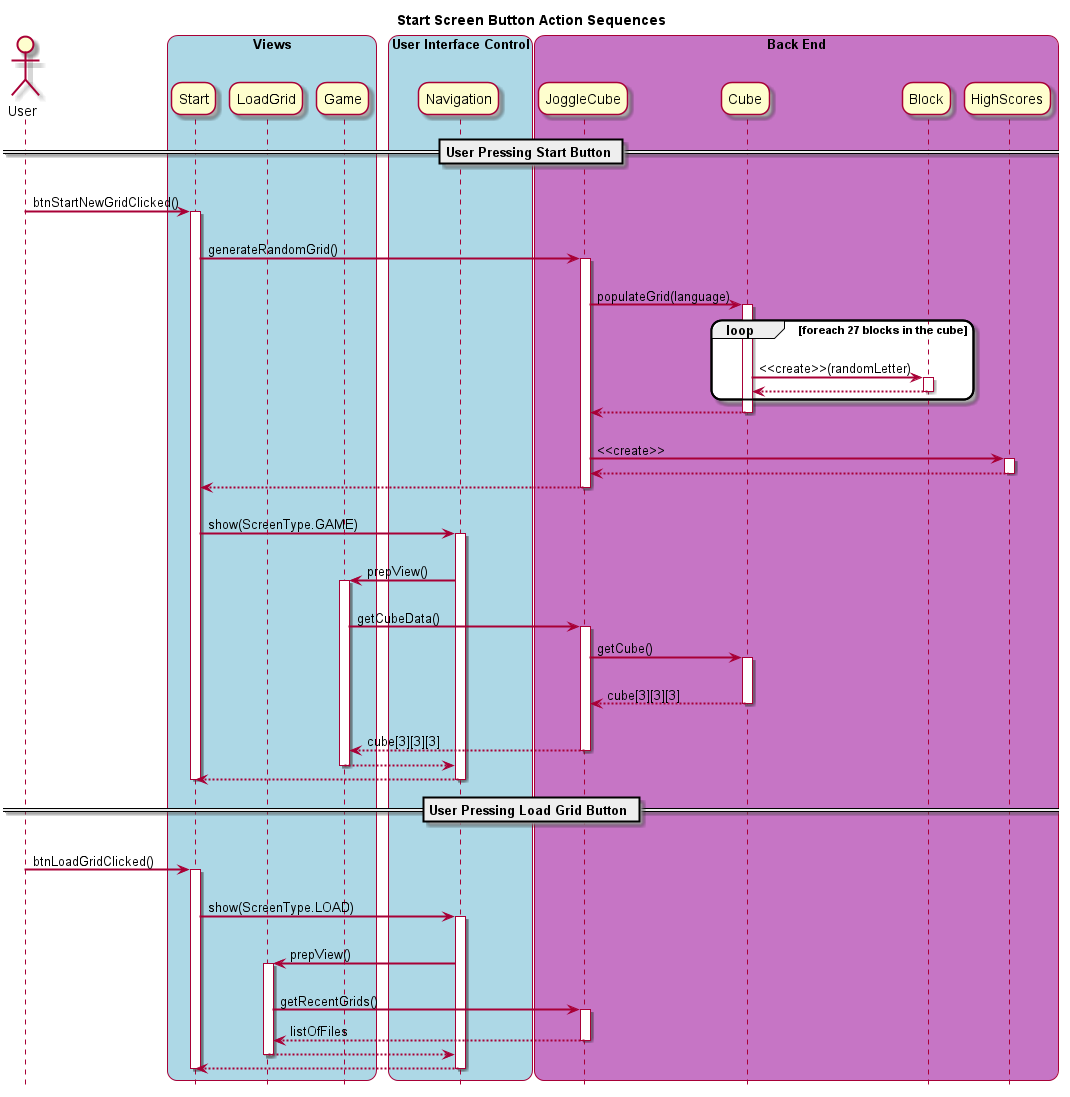 Start Screen Button Action Sequences
Views
User Interface Control
Back End
User
Start
LoadGrid
Game
Navigation
JoggleCube
Cube
Block
HighScores
User Pressing Start Button
btnStartNewGridClicked()
generateRandomGrid()
populateGrid(language)
loop
[foreach 27 blocks in the cube]
<<create>>(randomLetter)
<<create>>
show(ScreenType.GAME)
prepView()
getCubeData()
getCube()
cube[3][3][3]
cube[3][3][3]
User Pressing Load Grid Button
btnLoadGridClicked()
show(ScreenType.LOAD)
prepView()
getRecentGrids()
listOfFiles